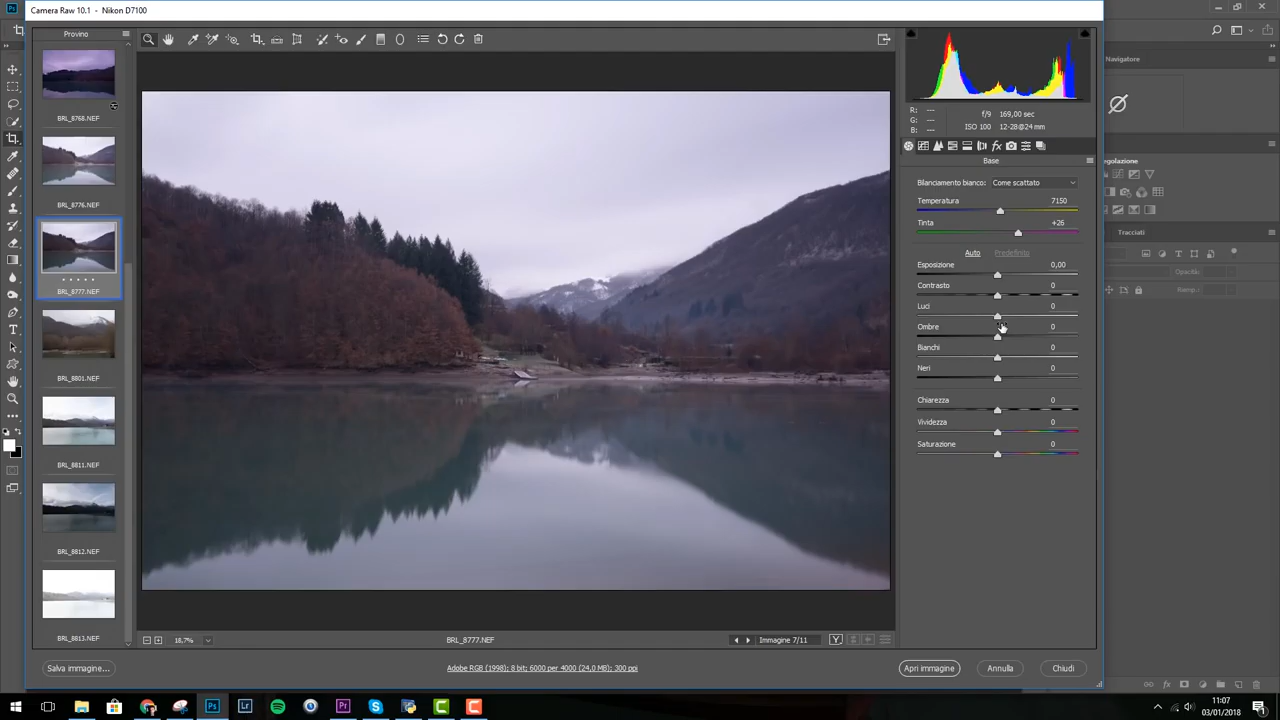 Camera Raw 10.1 - Nikon D7100
Provino
BRL_8768.NEF
BRL_8776.NEF
BRL_8777.NEF
BRL_8801.NEF
BRL_8811.NEF
BRL_8812.NEF
BRL_8813.NEF
R: ---
G: ---
B: ---
f/9 169,00 sec
ISO 100 12-28@24 mm
Base
Bilanciamento bianco: Come scattato
Temperatura 7150
Tinta +26
Auto Predefinito
Esposizione 0,00
Contrasto 0
Luci 0
Ombre 0
Bianchi 0
Neri 0
Chiarezza 0
Vividezza 0
Saturazione 0
18,7%
BRL_8777.NEF
Immagine 7/11
Y
Salva immagine...
Adobe RGB (1998); 8 bit; 6000 per 4000 (24,0 MB); 300 ppi
Apri immagine
Annulla
Chiudi
Navigatore
egolazione
Tracciati
Opacità:
Riemp.:
11:07
03/01/2018